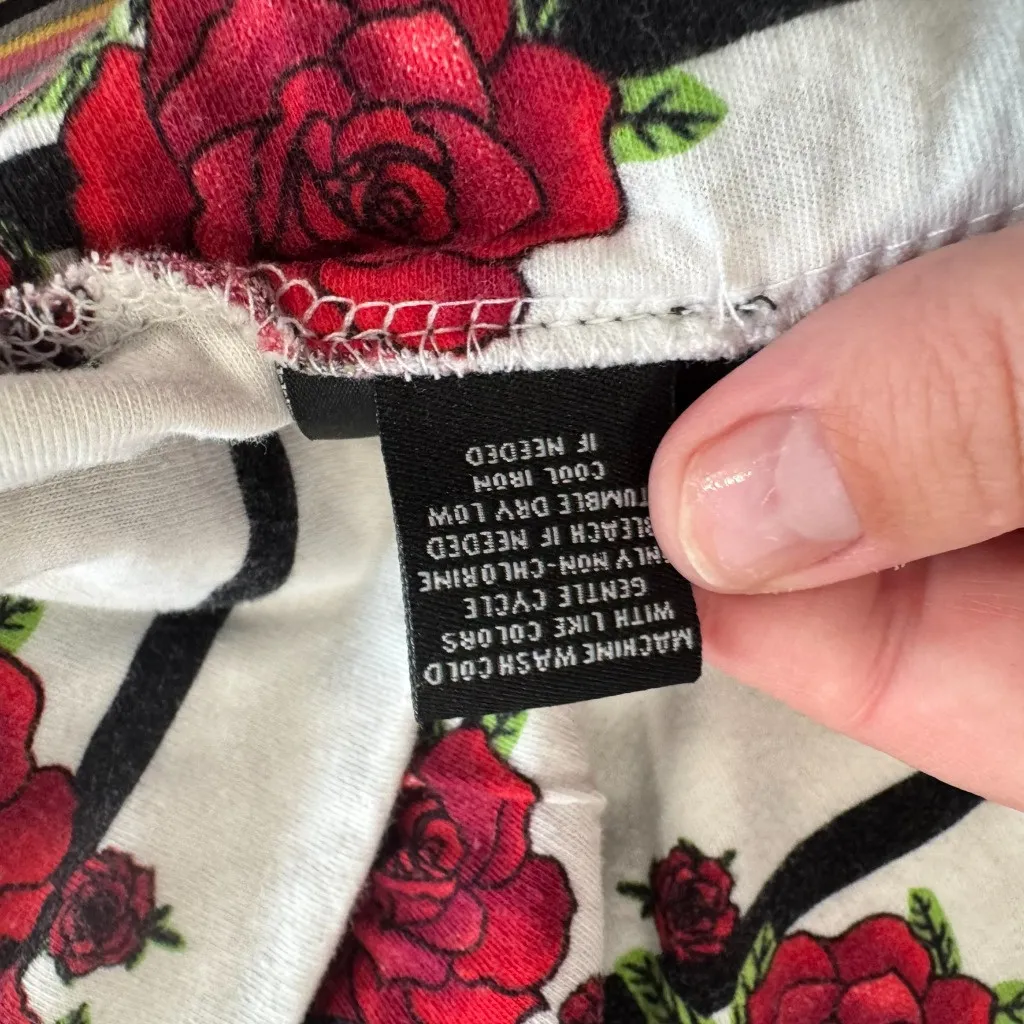 MACHINE WASH COLD
WITH LIKE COLORS
GENTLE CYCLE
ONLY NON-CHLORINE
BLEACH IF NEEDED
TUMBLE DRY LOW
COOL IRON
IF NEEDED